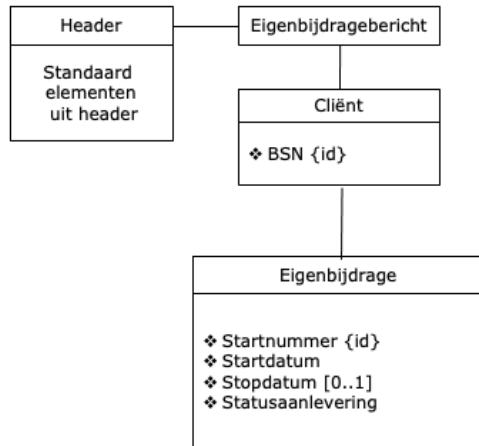 Header
Eigenbijdragebericht
Standaard
elementen
uit header
Cliënt
❖ BSN {id}
Eigenbijdrage
❖ Startnummer {id}
❖ Startdatum
❖ Stopdatum [0..1]
❖ Statusaanlevering